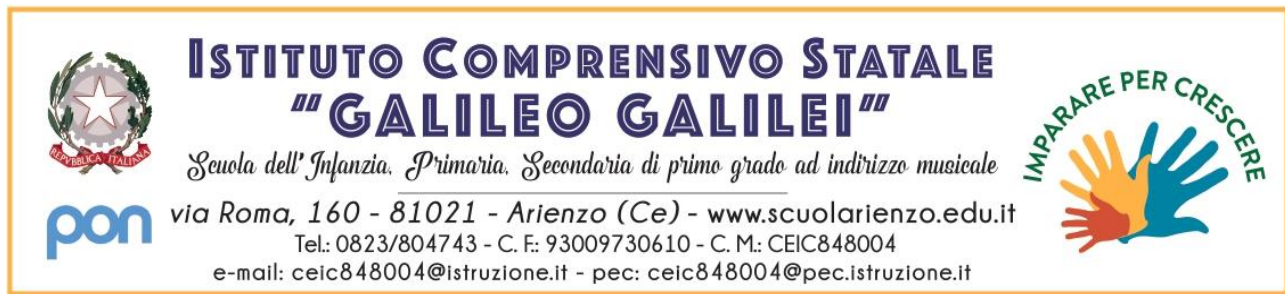 ISTITUTO COMPRENSIVO STATALE
"GALILEO GALILEI"
Scuola dell'Infanzia, Primaria, Secondaria di primo grado ad indirizzo musicale
via Roma, 160 - 81021 - Arienzo (Ce) - www.scuolarienzo.edu.it
Tel.: 0823/804743 - C. F.: 93009730610 - C. M.: CEIC848004
e-mail: ceic848004@istruzione.it - pec: ceic848004@pec.istruzione.it
REPVBBLICA ITALIANA
pon
IMPARARE PER CRESCERE